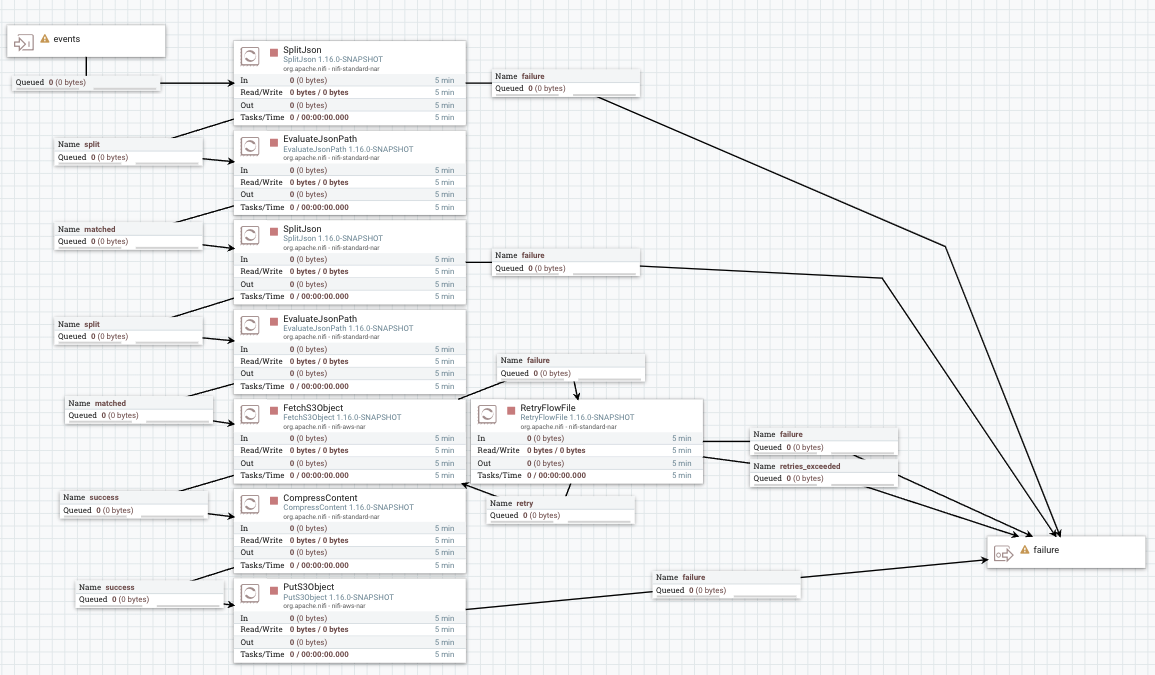 events
Queued 0 (0 bytes)
SplitJson
SplitJson 1.16.0-SNAPSHOT
org.apache.nifi - nifi-standard-nar
In 0 (0 bytes) 5 min
Read/Write 0 bytes / 0 bytes 5 min
Out 0 (0 bytes) 5 min
Tasks/Time 0 / 00:00:00.000 5 min
Name failure
Queued 0 (0 bytes)
Name split
Queued 0 (0 bytes)
EvaluateJsonPath
EvaluateJsonPath 1.16.0-SNAPSHOT
org.apache.nifi - nifi-standard-nar
In 0 (0 bytes) 5 min
Read/Write 0 bytes / 0 bytes 5 min
Out 0 (0 bytes) 5 min
Tasks/Time 0 / 00:00:00.000 5 min
Name matched
Queued 0 (0 bytes)
SplitJson
SplitJson 1.16.0-SNAPSHOT
org.apache.nifi - nifi-standard-nar
In 0 (0 bytes) 5 min
Read/Write 0 bytes / 0 bytes 5 min
Out 0 (0 bytes) 5 min
Tasks/Time 0 / 00:00:00.000 5 min
Name failure
Queued 0 (0 bytes)
Name split
Queued 0 (0 bytes)
EvaluateJsonPath
EvaluateJsonPath 1.16.0-SNAPSHOT
org.apache.nifi - nifi-standard-nar
In 0 (0 bytes) 5 min
Read/Write 0 bytes / 0 bytes 5 min
Out 0 (0 bytes) 5 min
Tasks/Time 0 / 00:00:00.000 5 min
Name failure
Queued 0 (0 bytes)
Name matched
Queued 0 (0 bytes)
FetchS3Object
FetchS3Object 1.16.0-SNAPSHOT
org.apache.nifi - nifi-aws-nar
In 0 (0 bytes) 5 min
Read/Write 0 bytes / 0 bytes 5 min
Out 0 (0 bytes) 5 min
Tasks/Time 0 / 00:00:00.000 5 min
RetryFlowFile
RetryFlowFile 1.16.0-SNAPSHOT
org.apache.nifi - nifi-standard-nar
In 0 (0 bytes) 5 min
Read/Write 0 bytes / 0 bytes 5 min
Out 0 (0 bytes) 5 min
Tasks/Time 0 / 00:00:00.000 5 min
Name failure
Queued 0 (0 bytes)
Name retries_exceeded
Queued 0 (0 bytes)
Name success
Queued 0 (0 bytes)
CompressContent
CompressContent 1.16.0-SNAPSHOT
org.apache.nifi - nifi-standard-nar
In 0 (0 bytes) 5 min
Read/Write 0 bytes / 0 bytes 5 min
Out 0 (0 bytes) 5 min
Tasks/Time 0 / 00:00:00.000 5 min
Name retry
Queued 0 (0 bytes)
failure
Name success
Queued 0 (0 bytes)
PutS3Object
PutS3Object 1.16.0-SNAPSHOT
org.apache.nifi - nifi-aws-nar
In 0 (0 bytes) 5 min
Read/Write 0 bytes / 0 bytes 5 min
Out 0 (0 bytes) 5 min
Tasks/Time 0 / 00:00:00.000 5 min
Name failure
Queued 0 (0 bytes)